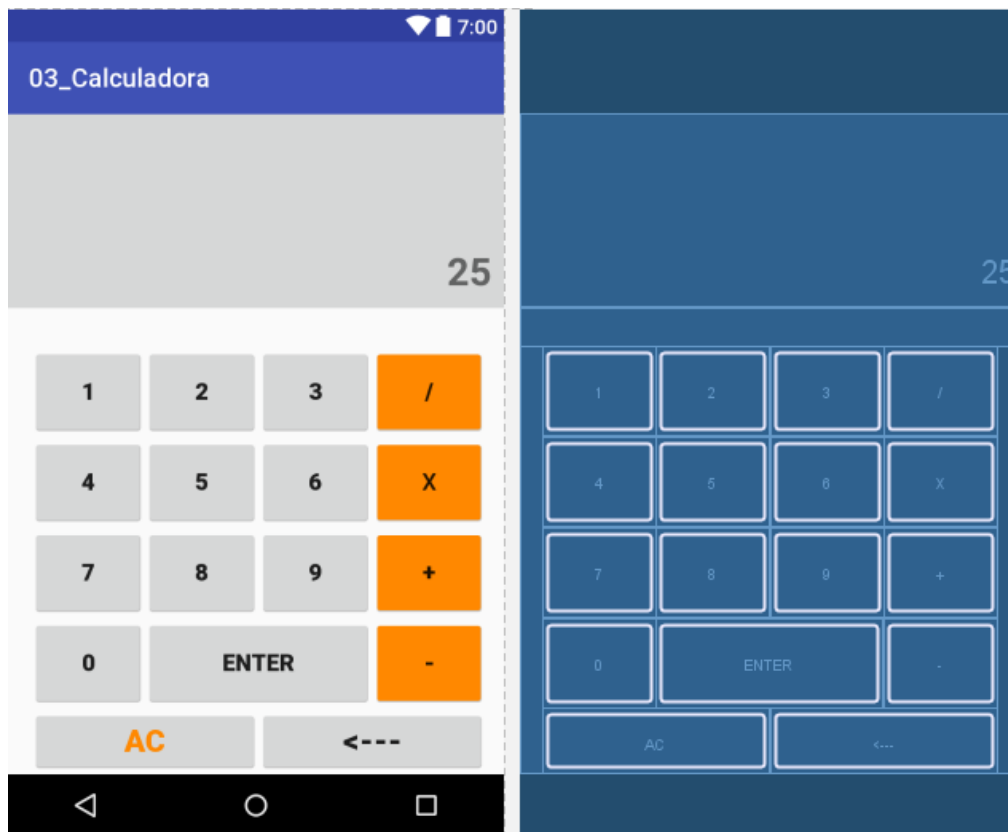 7:00
03_Calculadora
25
1 2 3 /
4 5 6 X
7 8 9 +
0 ENTER -
AC <---
25
1 2 3 /
4 5 6 X
7 8 9 +
0 ENTER -
AC <---